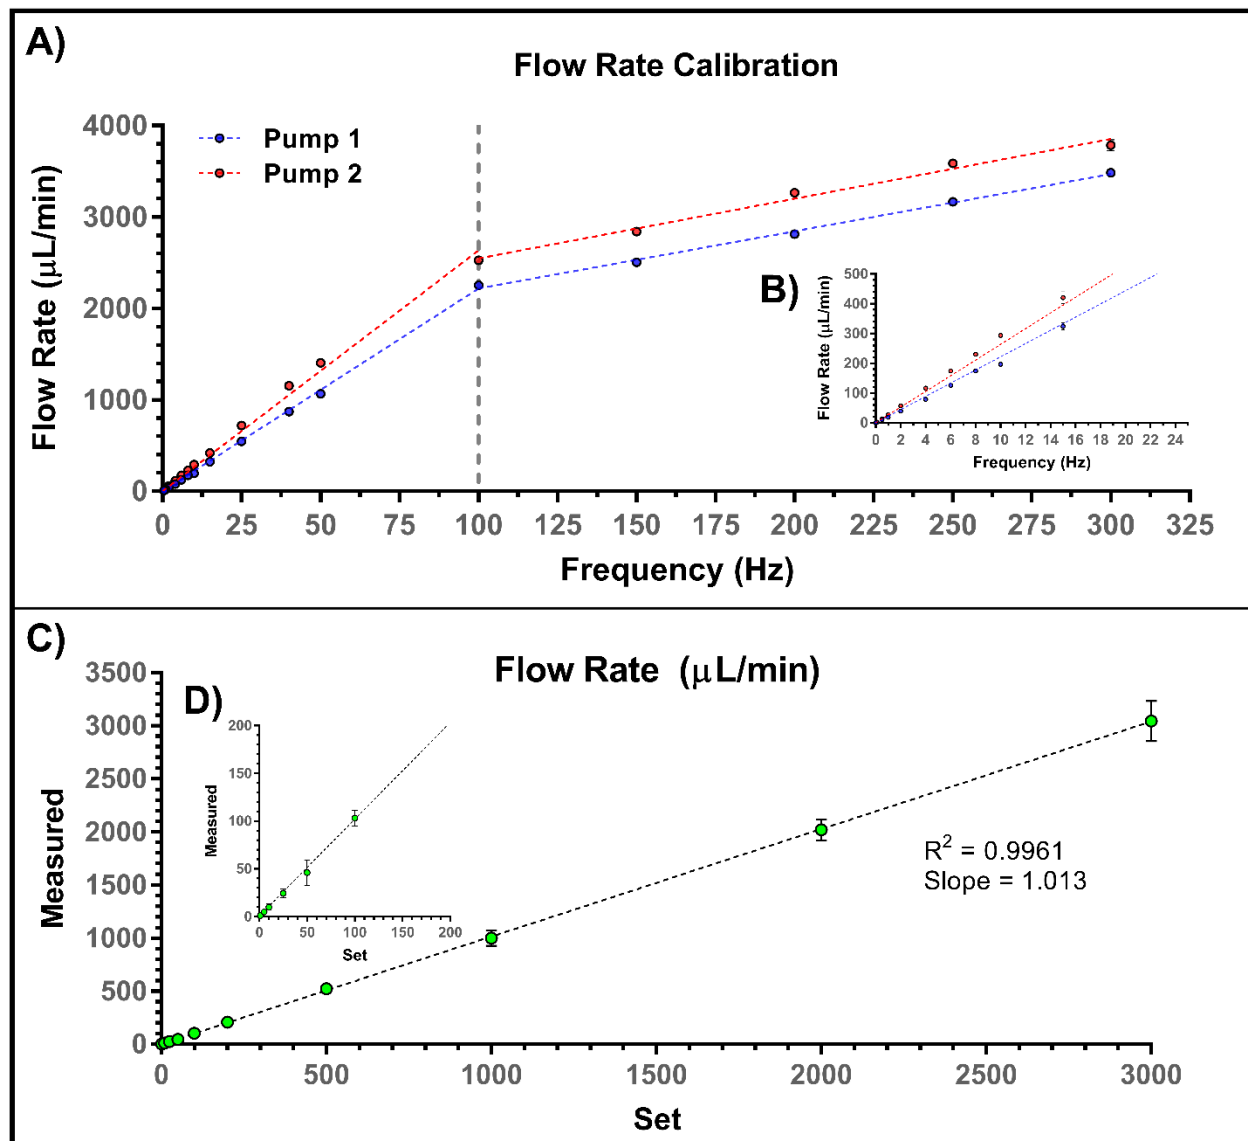 A)
Flow Rate Calibration
Pump 1
Pump 2
Flow Rate (μL/min)
4000
3000
2000
1000
0
0 25 50 75 100 125 150 175 200 225 250 275 300 325
Frequency (Hz)
B)
Flow Rate (μL/min)
500
400
300
200
100
0
0 2 4 6 8 10 12 14 16 18 20 22 24
Frequency (Hz)
C)
Flow Rate (μL/min)
Measured
3500
3000
2500
2000
1500
1000
500
0
0 500 1000 1500 2000 2500 3000
Set
R² = 0.9961
Slope = 1.013
D)
Measured
200
150
100
50
0
0 50 100 150 200
Set